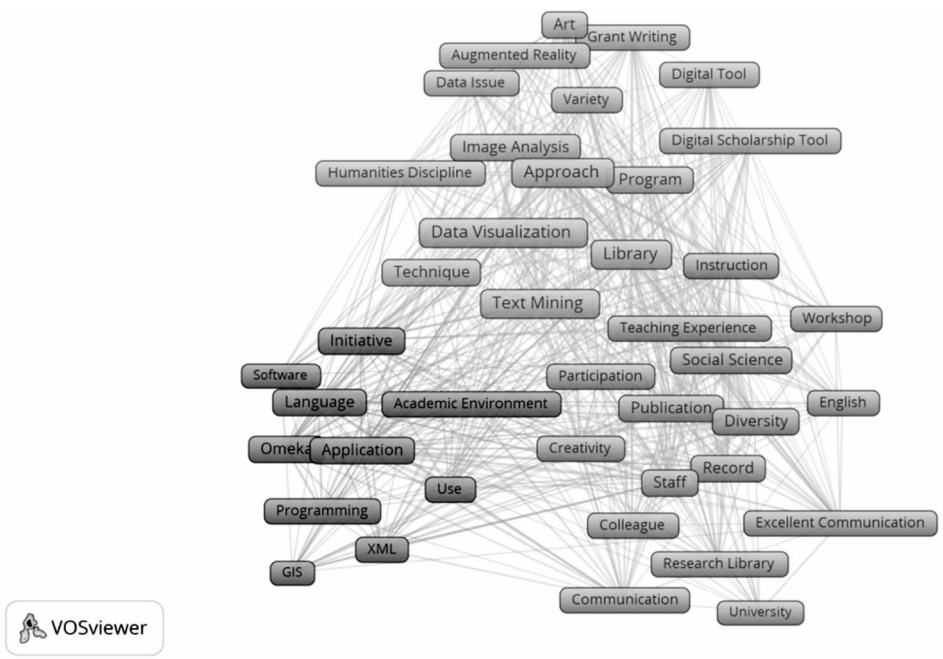 Art
Grant Writing
Augmented Reality
Digital Tool
Data Issue
Variety
Digital Scholarship Tool
Image Analysis
Humanities Discipline
Approach
Program
Data Visualization
Library
Instruction
Technique
Text Mining
Workshop
Teaching Experience
Initiative
Social Science
Software
Participation
Language
Academic Environment
Publication
English
Diversity
Omeka
Application
Creativity
Record
Staff
Use
Programming
Colleague
Excellent Communication
XML
Research Library
GIS
Communication
University
VOSviewer